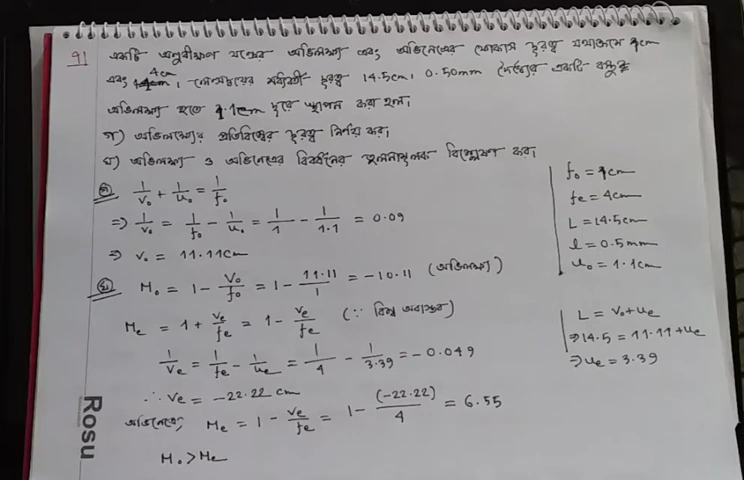 ৭১ একটি অণুবীক্ষণ যন্ত্রের অভিলক্ষ্য এবং অভিনেত্রের ফোকাস দূরত্ব যথাক্রমে 1cm
এবং 4cm, লেন্সদ্বয়ের মধ্যবর্তী দূরত্ব 14.5cm, 0.50mm দৈর্ঘ্যের একটি বস্তুকে
অভিলক্ষ্য হতে 1.1cm দূরে স্থাপন করা হলো।
গ) অভিলক্ষ্যের প্রতিবিম্বের দূরত্ব নির্ণয় কর।
ঘ) অভিলক্ষ্য ও অভিনেত্রের বিবর্ধনের তুলনামূলক বিশ্লেষণ কর।
গ 1/v₀ + 1/u₀ = 1/f₀
⇒ 1/v₀ = 1/f₀ - 1/u₀ = 1/1 - 1/1.1 = 0.09
⇒ v₀ = 11.11cm
ঘ M₀ = 1 - v₀/f₀ = 1 - 11.11/1 = -10.11 (অভিলক্ষ্য)
Me = 1 + ve/fe = 1 - ve/fe (∵ বিম্ব অবাস্তব)
1/ve = 1/fe - 1/ue = 1/4 - 1/3.39 = -0.049
∴ ve = -22.22 cm
অভিনেত্রে, Me = 1 - ve/fe = 1 - (-22.22)/4 = 6.55
M₀ > Me
f₀ = 1cm
fe = 4cm
L = 14.5cm
l = 0.5mm
u₀ = 1.1cm
L = v₀ + ue
⇒ 14.5 = 11.11 + ue
⇒ ue = 3.39
Rosu